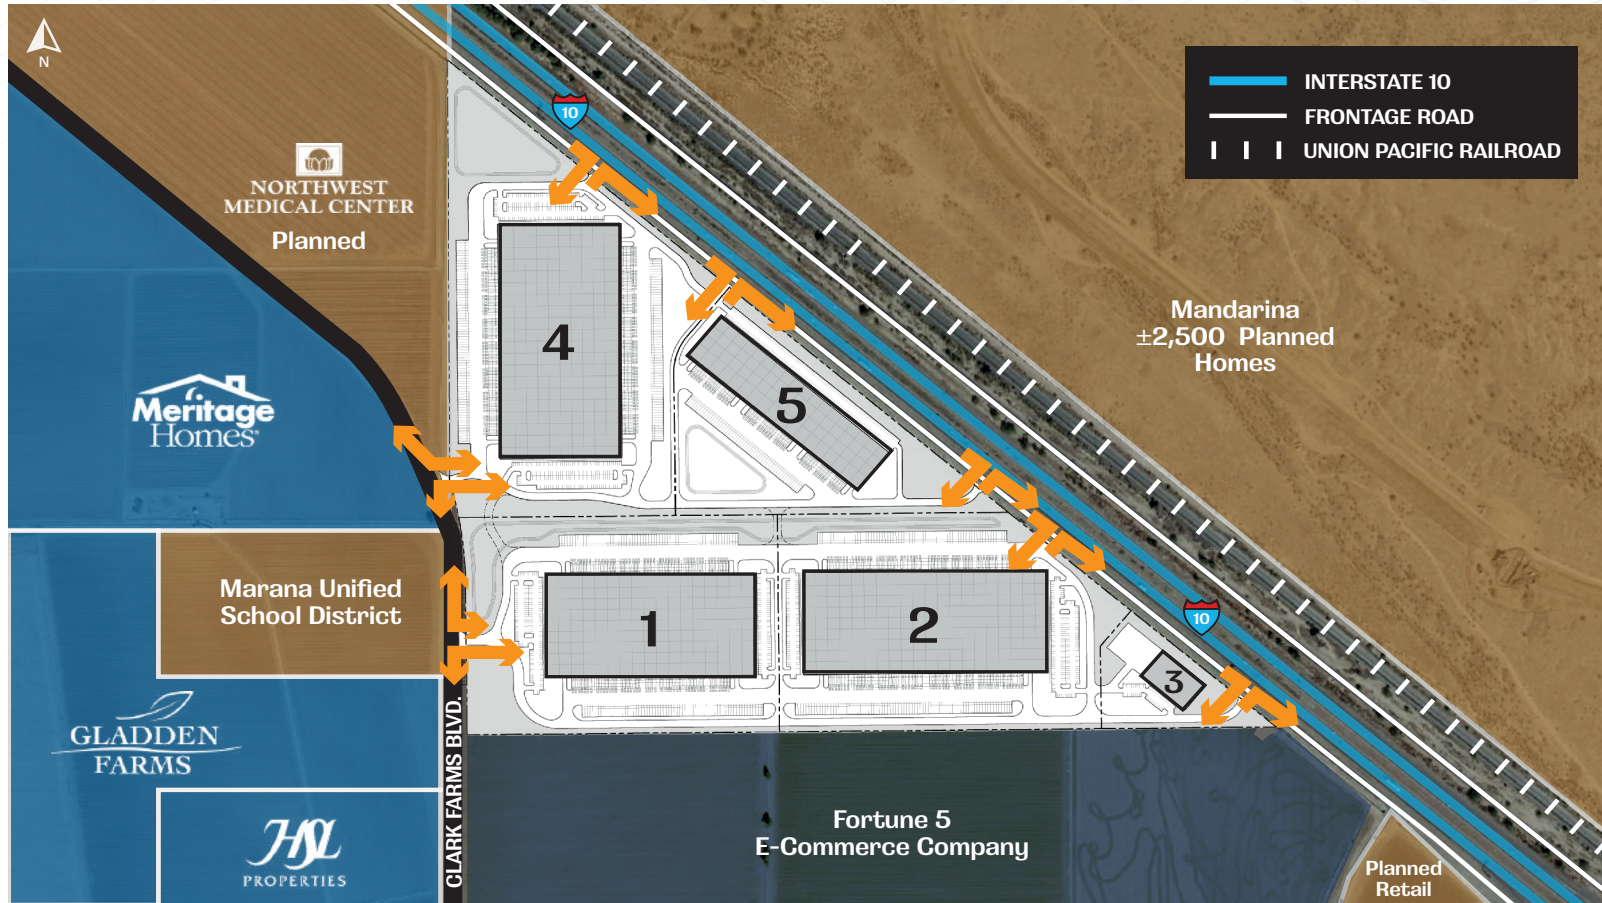 N
10
INTERSTATE 10
FRONTAGE ROAD
UNION PACIFIC RAILROAD
NORTHWEST
MEDICAL CENTER
Planned
4
5
Mandarina
±2,500 Planned
Homes
Meritage
Homes
Marana Unified
School District
1
2
3
10
GLADDEN
FARMS
CLARK FARMS BLVD.
HSL
PROPERTIES
Fortune 5
E-Commerce Company
Planned
Retail